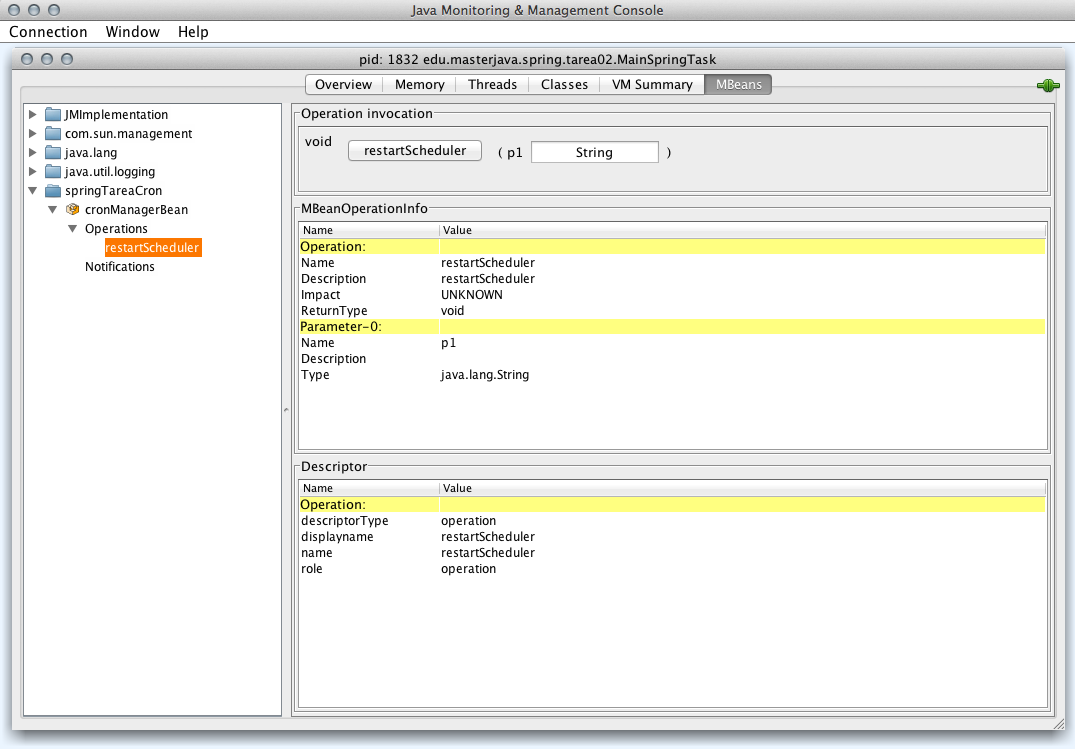 Java Monitoring & Management Console
Connection Window Help
pid: 1832 edu.masterjava.spring.tarea02.MainSpringTask
Overview Memory Threads Classes VM Summary MBeans
JMImplementation
com.sun.management
java.lang
java.util.logging
springTareaCron
cronManagerBean
Operations
restartScheduler
Notifications
Operation invocation
void restartScheduler ( p1 String )
MBeanOperationInfo
Name Value
Operation:
Name restartScheduler
Description restartScheduler
Impact UNKNOWN
ReturnType void
Parameter-0:
Name p1
Description
Type java.lang.String
Descriptor
Name Value
Operation:
descriptorType operation
displayname restartScheduler
name restartScheduler
role operation